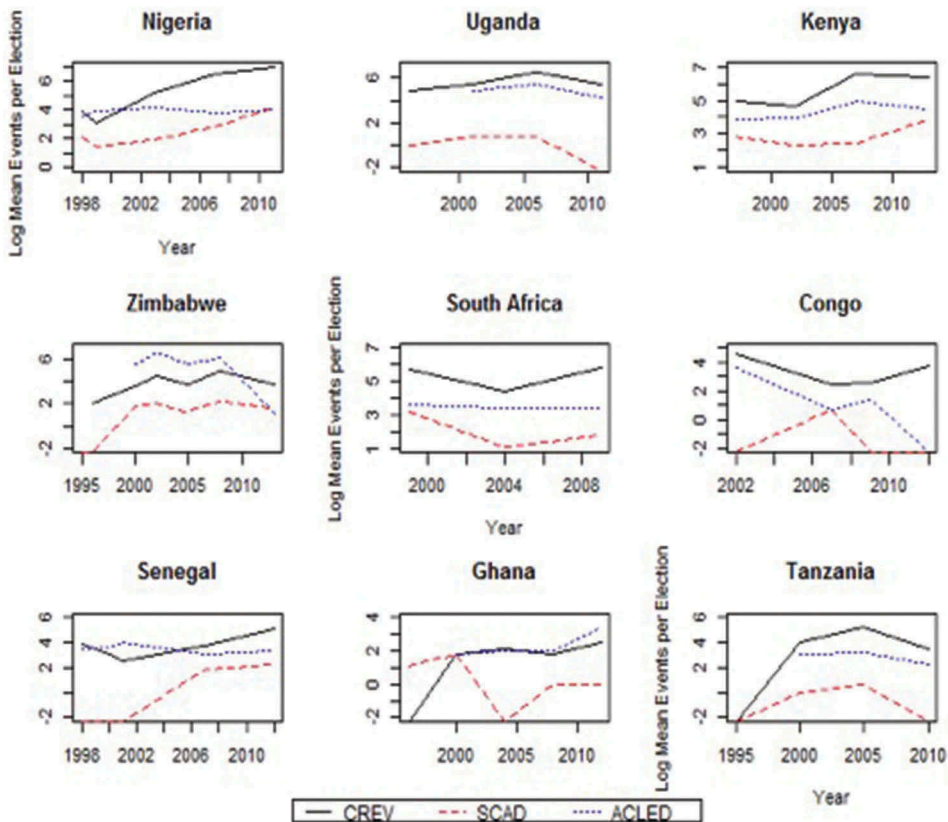 Nigeria
Uganda
Kenya
Log Mean Events per Election
0 2 4 6
-2 2 6
1 3 5 7
1998 2002 2006 2010
2000 2005 2010
2000 2005 2010
Year
Zimbabwe
South Africa
Congo
-2 2 6
Log Mean Events per Election
1 3 5 7
-2 0 2 4
1995 2000 2005 2010
2000 2004 2008
2002 2006 2010
Year
Senegal
Ghana
Tanzania
-2 2 4 6
-2 0 2 4
Log Mean Events per Election
-2 2 4 6
1998 2002 2006 2010
2000 2005 2010
1995 2000 2005 2010
Year
CREV SCAD ACLED